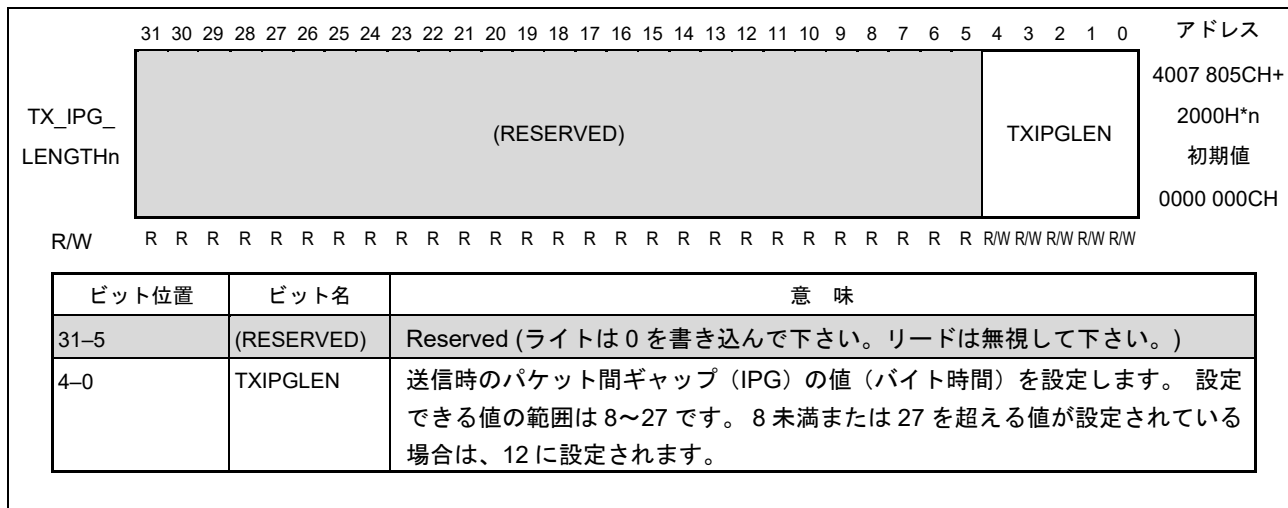 31 30 29 28 27 26 25 24 23 22 21 20 19 18 17 16 15 14 13 12 11 10 9 8 7 6 5 4 3 2 1 0 アドレス
TX_IPG_
LENGTHn
(RESERVED)
TXIPGLEN
4007 805CH+
2000H*n
初期値
0000 000CH
R/W R R R R R R R R R R R R R R R R R R R R R R R R R R R R/W R/W R/W R/W R/W
ビット位置 ビット名 意 味
31–5 (RESERVED) Reserved (ライトは 0 を書き込んで下さい。リードは無視して下さい。)
4–0 TXIPGLEN 送信時のパケット間ギャップ（IPG）の値（バイト時間）を設定します。 設定
できる値の範囲は 8～27 です。 8 未満または 27 を超える値が設定されている
場合は、12 に設定されます。